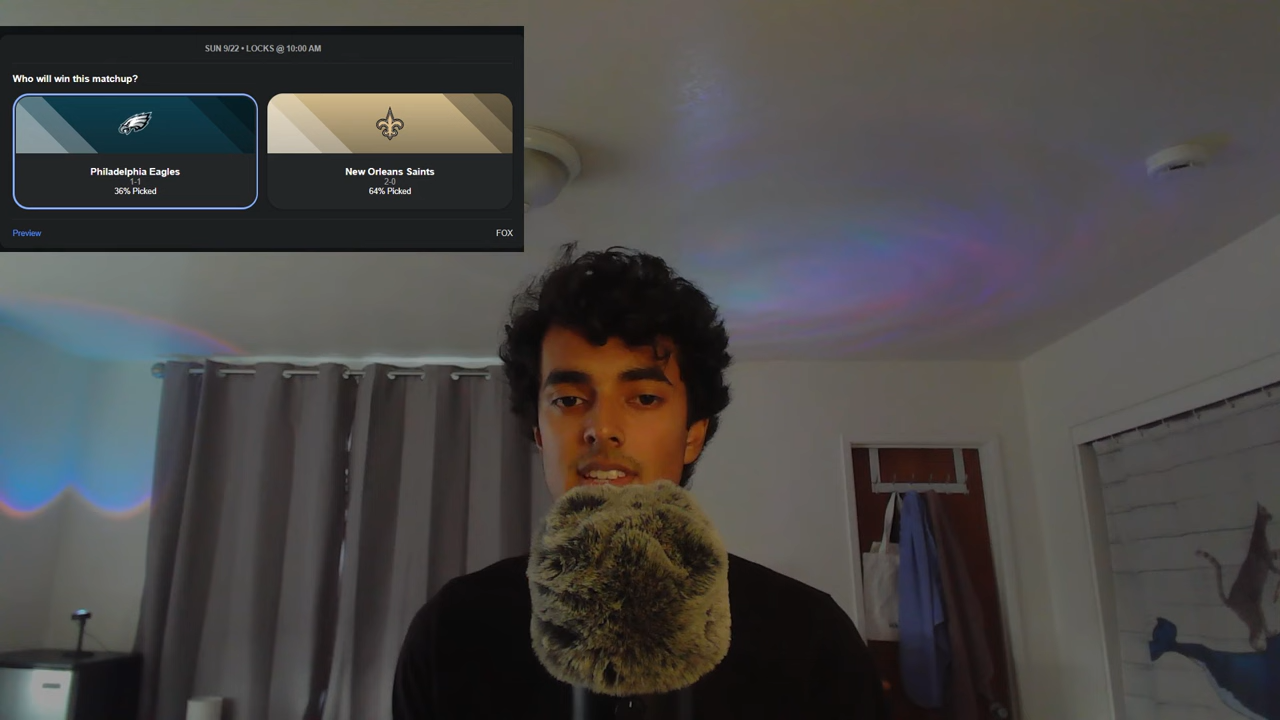 SUN 9/22 • LOCKS @ 10:00 AM
Who will win this matchup?
Philadelphia Eagles
1-1
36% Picked
New Orleans Saints
2-0
64% Picked
Preview
FOX